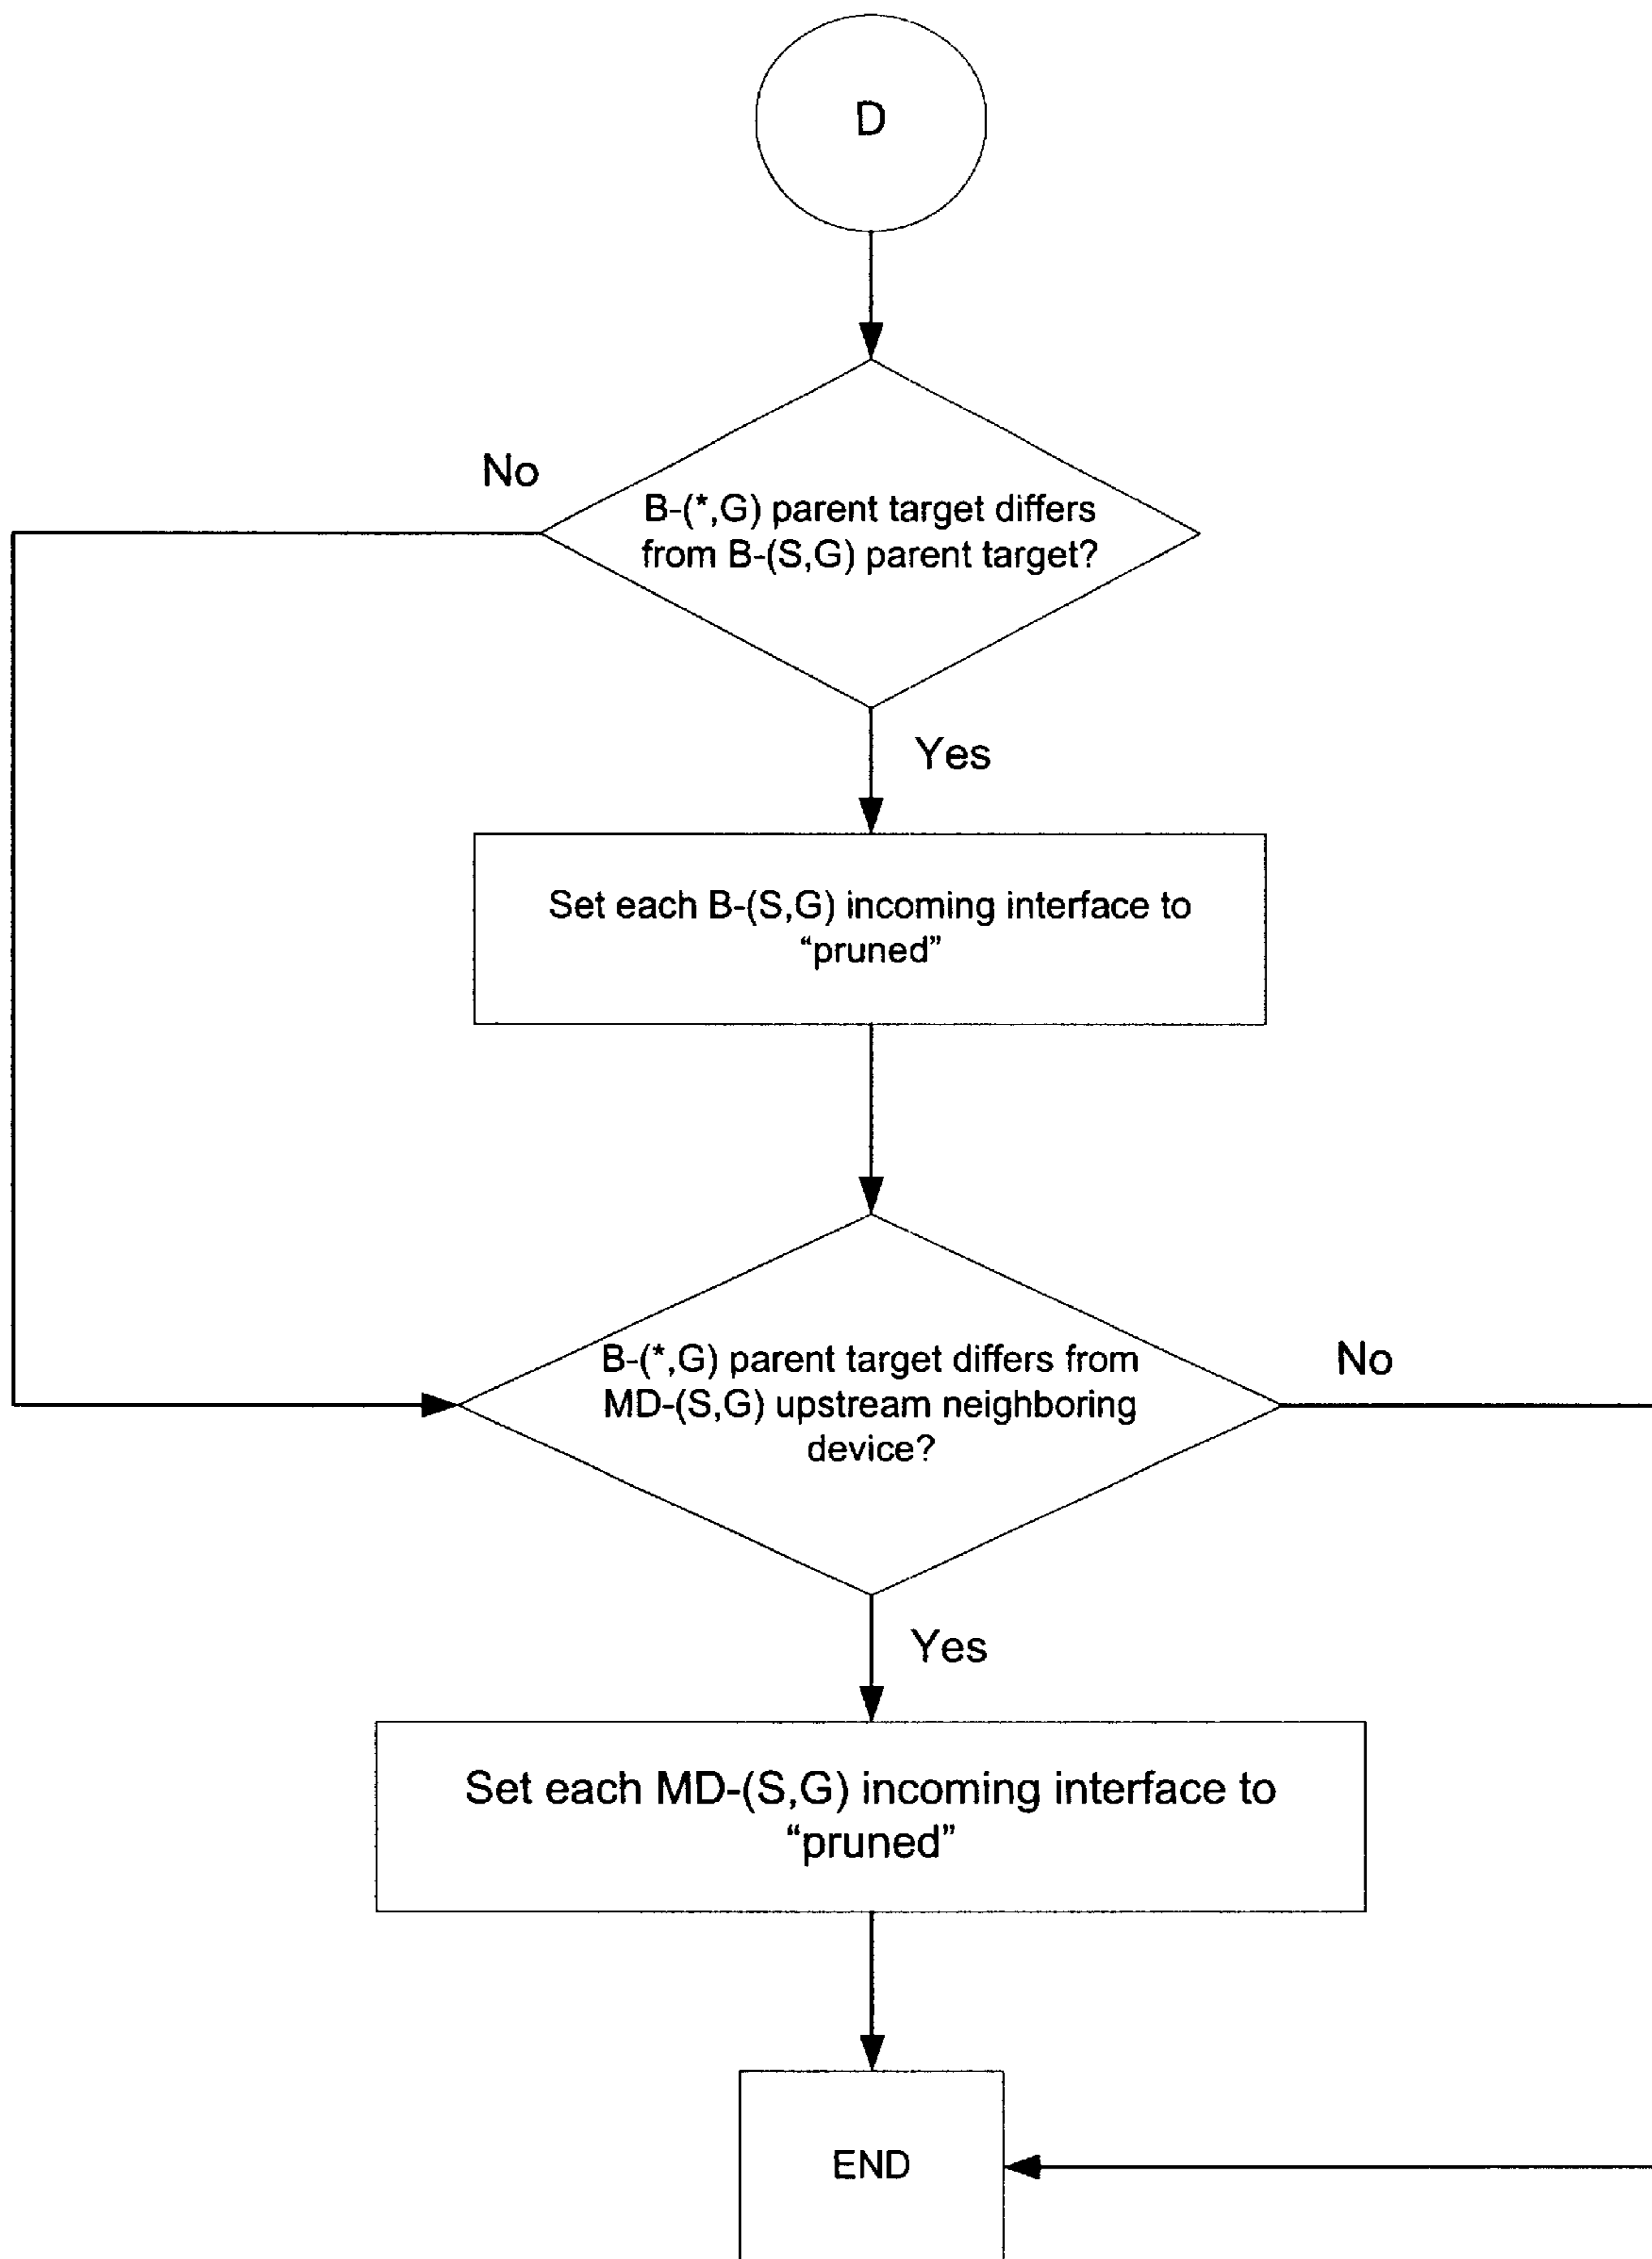 D
No
B-(*,G) parent target differs
from B-(S,G) parent target?
Yes
Set each B-(S,G) incoming interface to
“pruned”
B-(*,G) parent target differs from
MD-(S,G) upstream neighboring
device?
No
Yes
Set each MD-(S,G) incoming interface to
“pruned”
END